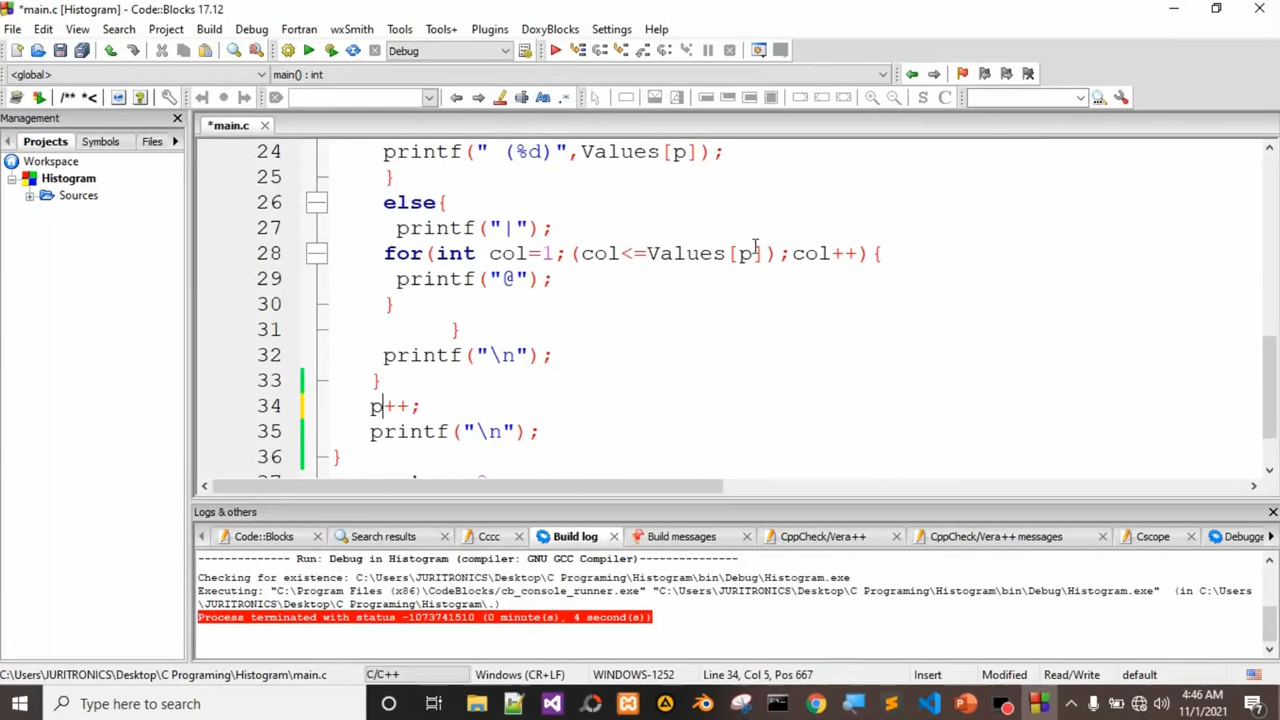 *main.c [Histogram] - Code::Blocks 17.12
File Edit View Search Project Build Debug Fortran wxSmith Tools Tools+ Plugins DoxyBlocks Settings Help
Debug
<global> main() : int
/** *<
S C
Management
Projects Symbols Files
*main.c
Workspace
Histogram
Sources
24 printf(" (%d)",Values[p]);
25 }
26 else{
27 printf("|");
28 for(int col=1;(col<=Values[p]);col++){
29 printf("@");
30 }
31 }
32 printf("\n");
33 }
34 p++;
35 printf("\n");
36 }
Logs & others
Code::Blocks Search results Cccc Build log Build messages CppCheck/Vera++ CppCheck/Vera++ messages Cscope Debugge
-------------- Run: Debug in Histogram (compiler: GNU GCC Compiler)---------------
Checking for existence: C:\Users\JURITRONICS\Desktop\C Programing\Histogram\bin\Debug\Histogram.exe
Executing: "C:\Program Files (x86)\CodeBlocks/cb_console_runner.exe" "C:\Users\JURITRONICS\Desktop\C Programing\Histogram\bin\Debug\Histogram.exe" (in C:\Users
\JURITRONICS\Desktop\C Programing\Histogram\.)
Process terminated with status -1073741510 (0 minute(s), 4 second(s))
C:\Users\JURITRONICS\Desktop\C Programing\Histogram\main.c C/C++ Windows (CR+LF) WINDOWS-1252 Line 34, Col 5, Pos 667 Insert Modified Read/Write default
Type here to search
4:46 AM
11/1/2021
7